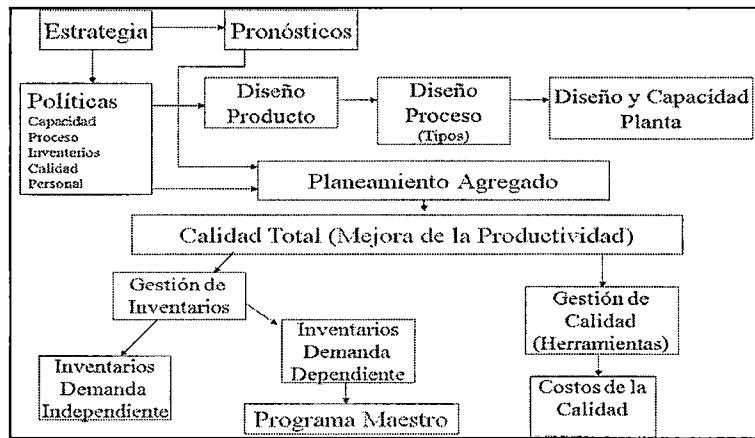 Estrategia
Pronósticos
Políticas
Capacidad
Proceso
Inventerios
Calidad
Personal
Diseño
Producto
Diseño
Proceso
(Tipos)
Diseño y Capacidad
Planta
Planeamiento Agregado
Calidad Total (Mejora de la Productividad)
Gestión de
Inventarios
Gestión de
Calidad
(Herramientas)
Inventarios
Demanda
Dependiente
Inventarios
Demanda
Independiente
Programa Maestro
Costos de la
Calidad